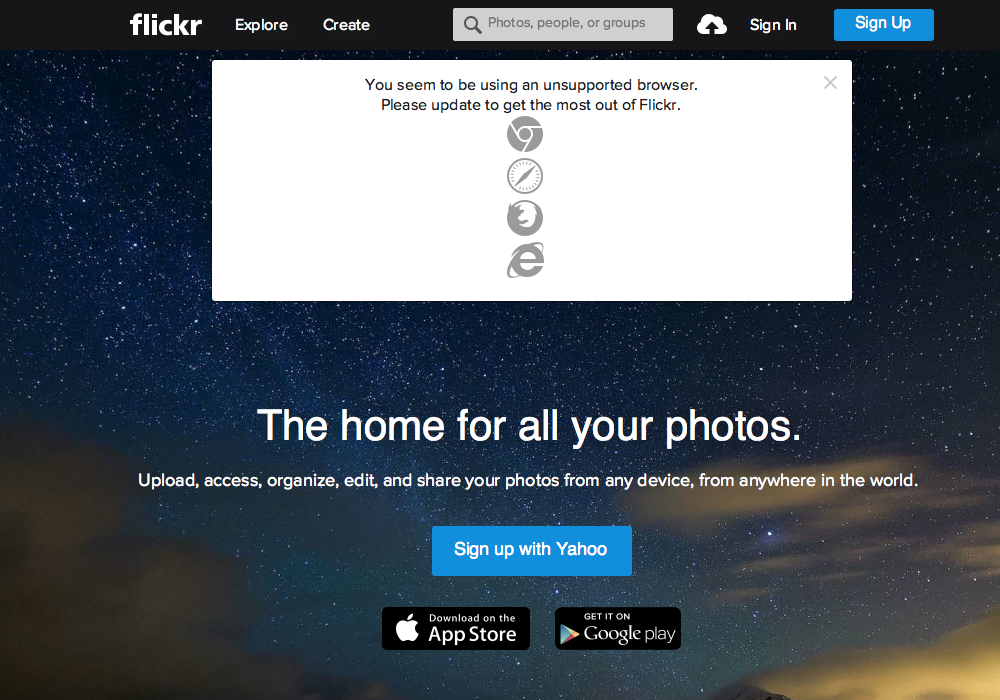 flickr Explore Create Photos, people, or groups Sign In Sign Up
You seem to be using an unsupported browser.
Please update to get the most out of Flickr.
The home for all your photos.
Upload, access, organize, edit, and share your photos from any device, from anywhere in the world.
Sign up with Yahoo
Download on the
App Store
GET IT ON
Google play